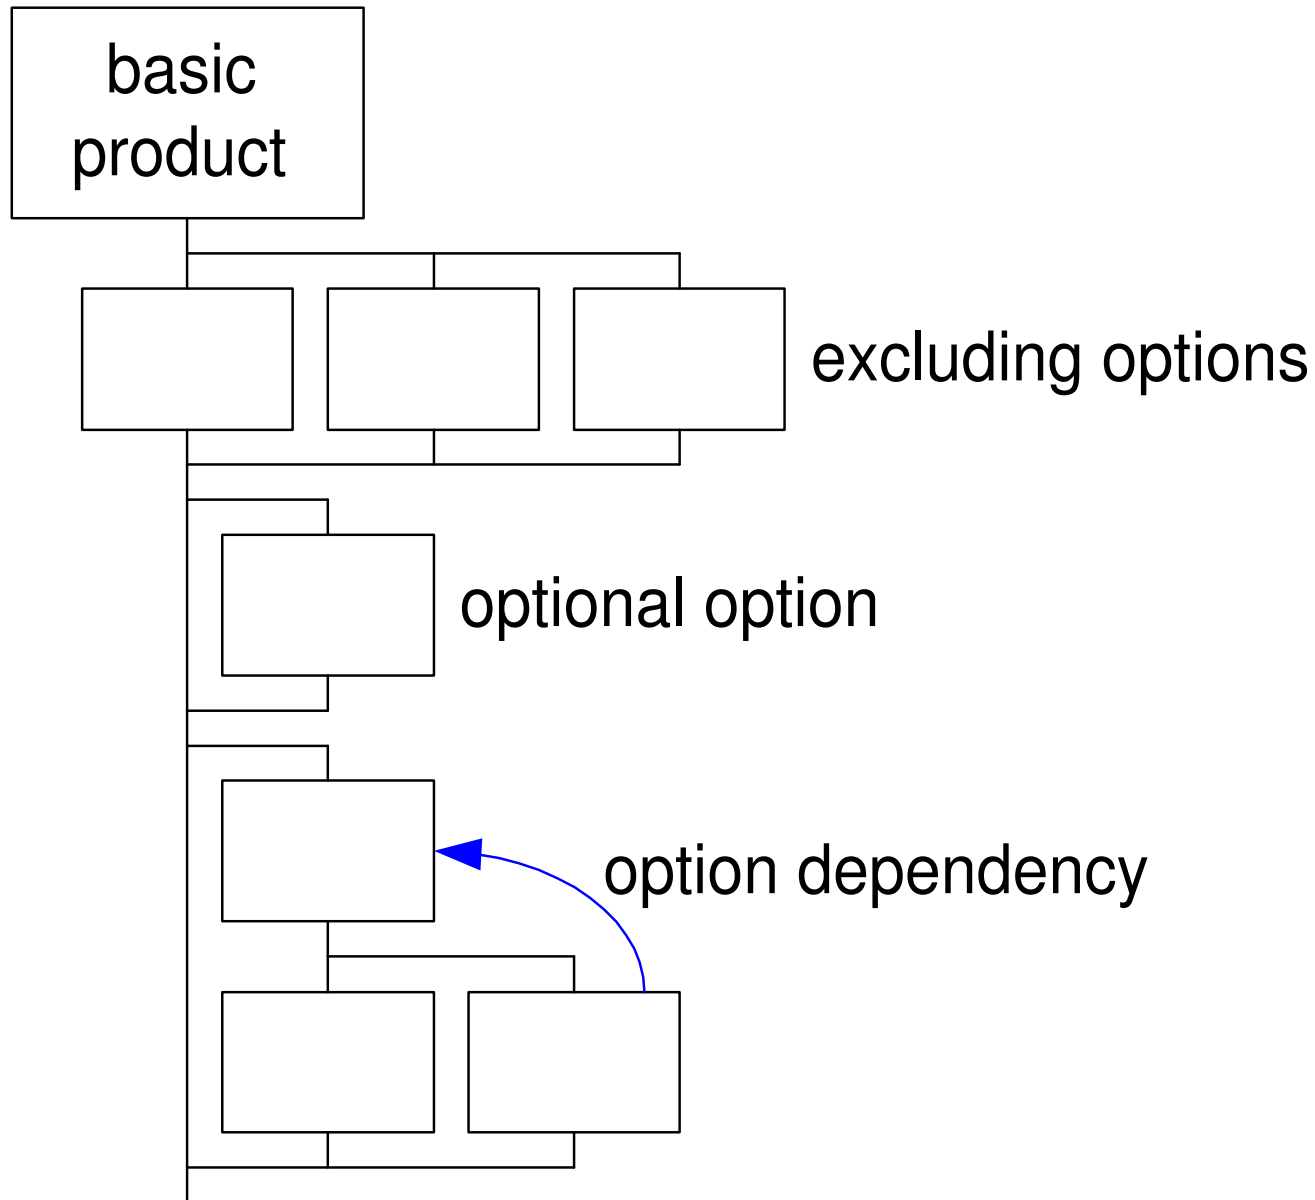 basic
product
excluding options
optional option
option dependency